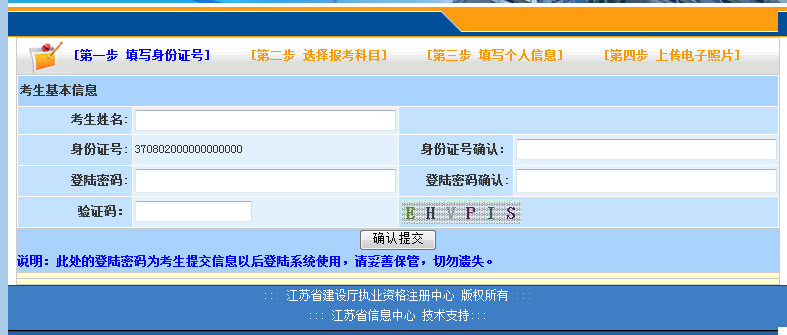 [第一步 填写身份证号] [第二步 选择报考科目] [第三步 填写个人信息] [第四步 上传电子照片]
考生基本信息
考生姓名:
身份证号: 370802000000000000 身份证号确认:
登陆密码: 登陆密码确认:
验证码: EHVPIS
确认提交
说明：此处的登陆密码为考生提交信息以后登陆系统使用，请妥善保管，切勿遗失。
::: 江苏省建设厅执业资格注册中心 版权所有 :::
::: 江苏省信息中心 技术支持:::